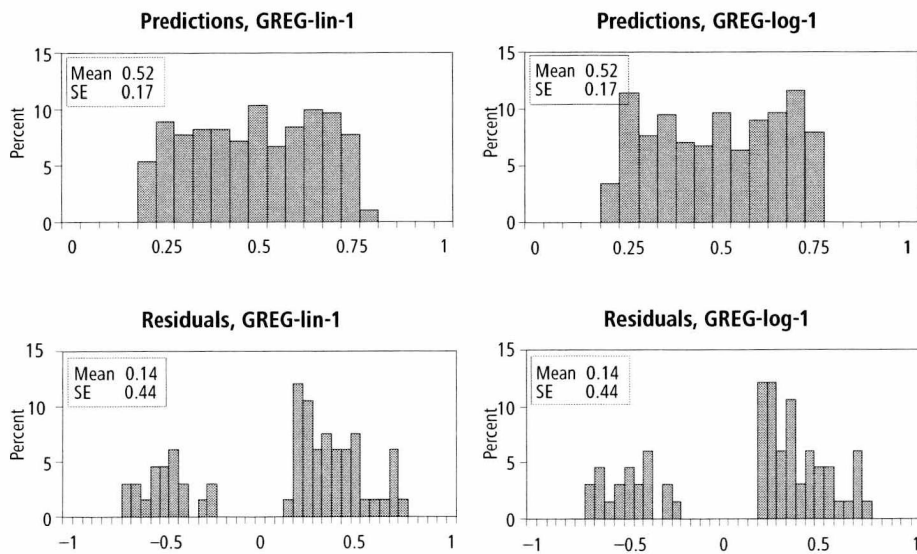 Predictions, GREG-lin-1
15
Mean 0.52
SE 0.17
10
Percent
5
0
0 0.25 0.5 0.75 1
Predictions, GREG-log-1
15
Mean 0.52
SE 0.17
10
Percent
5
0
0 0.25 0.5 0.75 1
Residuals, GREG-lin-1
15
Mean 0.14
SE 0.44
10
Percent
5
0
−1 −0.5 0 0.5 1
Residuals, GREG-log-1
15
Mean 0.14
SE 0.44
10
Percent
5
0
−1 −0.5 0 0.5 1